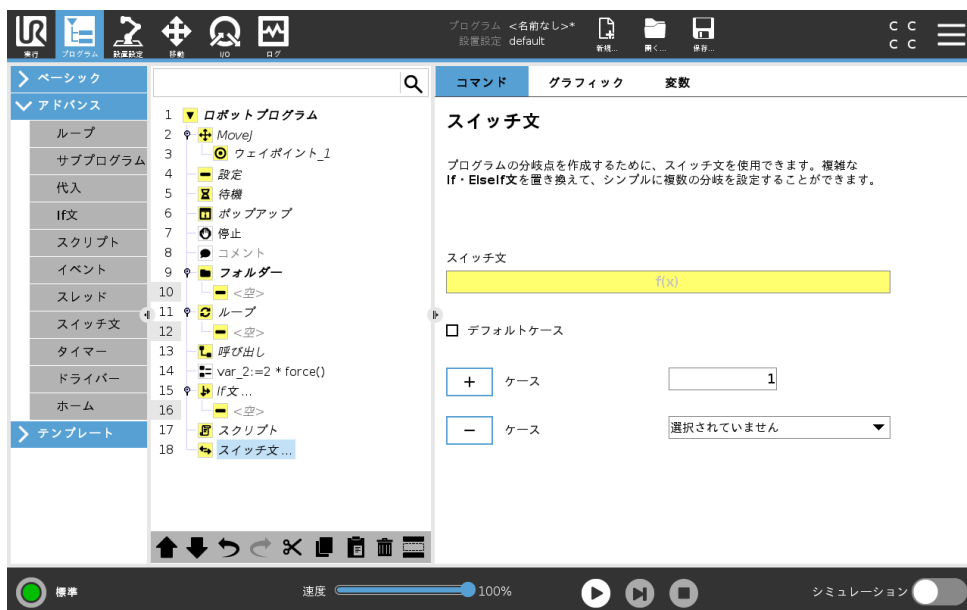 UR
実行
プログラム
設置設定
移動
I/O
ログ
プログラム <名前なし>*
設置設定 default
新規...
開く...
保存...
C C
C C
ベーシック
アドバンス
ループ
サブプログラム
代入
If文
スクリプト
イベント
スレッド
スイッチ文
タイマー
ドライバー
ホーム
テンプレート
1 ロボットプログラム
2 MoveJ
3 ウェイポイント_1
4 設定
5 待機
6 ポップアップ
7 停止
8 コメント
9 フォルダー
10 <空>
11 ループ
12 <空>
13 呼び出し
14 var_2:=2 * force()
15 If文...
16 <空>
17 スクリプト
18 スイッチ文...
コマンド グラフィック 変数
スイッチ文
プログラムの分岐点を作成するために、スイッチ文を使用できます。複雑な
If・ElseIf文を置き換えて、シンプルに複数の分岐を設定することができます。
スイッチ文
f(x)
デフォルトケース
+ ケース 1
− ケース 選択されていません
標準
速度 100%
シミュレーション